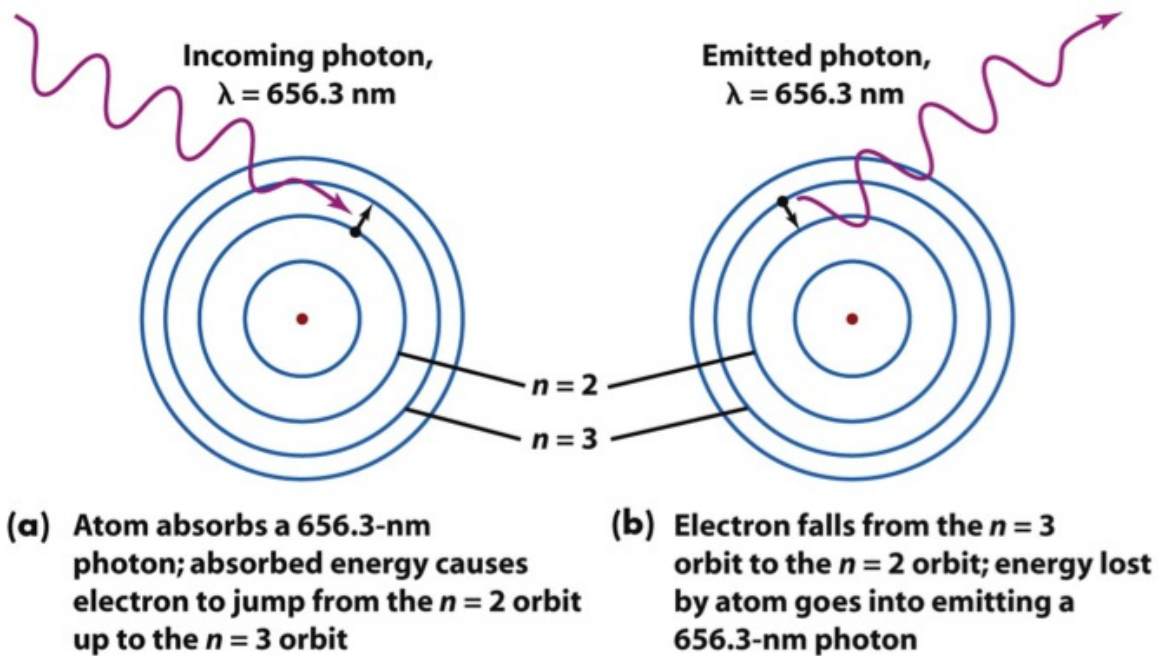 Incoming photon,
λ = 656.3 nm
Emitted photon,
λ = 656.3 nm
n = 2
n = 3
(a) Atom absorbs a 656.3-nm
photon; absorbed energy causes
electron to jump from the n = 2 orbit
up to the n = 3 orbit
(b) Electron falls from the n = 3
orbit to the n = 2 orbit; energy lost
by atom goes into emitting a
656.3-nm photon